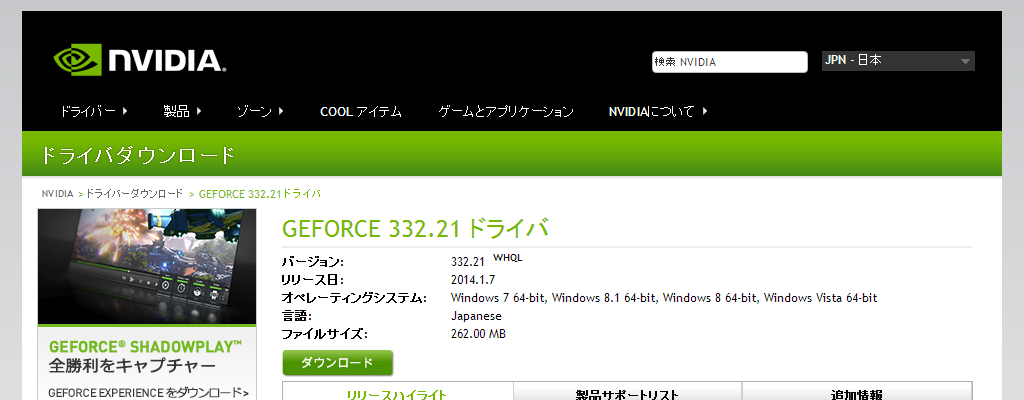 NVIDIA.
検索 NVIDIA
JPN - 日本
ドライバー 製品 ゾーン COOL アイテム ゲームとアプリケーション NVIDIAについて
ドライバダウンロード
NVIDIA > ドライバーダウンロード > GEFORCE 332.21 ドライバ
GEFORCE 332.21 ドライバ
バージョン: 332.21 WHQL
リリース日: 2014.1.7
オペレーティングシステム: Windows 7 64-bit, Windows 8.1 64-bit, Windows 8 64-bit, Windows Vista 64-bit
言語: Japanese
ファイルサイズ: 262.00 MB
ダウンロード
リリースハイライト 製品サポートリスト 追加情報
GEFORCE® SHADOWPLAY™
全勝利をキャプチャー
GEFORCE EXPERIENCE をダウンロード>